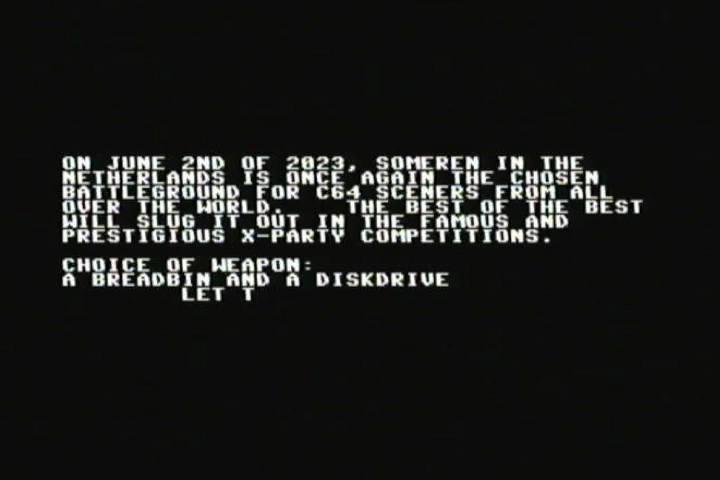 ON JUNE 2ND OF 2023, SOMEREN IN THE
NETHERLANDS IS ONCE AGAIN THE CHOSEN
BATTLEGROUND FOR C64 SCENERS FROM ALL
OVER THE WORLD. THE BEST OF THE BEST
WILL SLUG IT OUT IN THE FAMOUS AND
PRESTIGIOUS X-PARTY COMPETITIONS.
CHOICE OF WEAPON:
A BREADBIN AND A DISKDRIVE
LET T